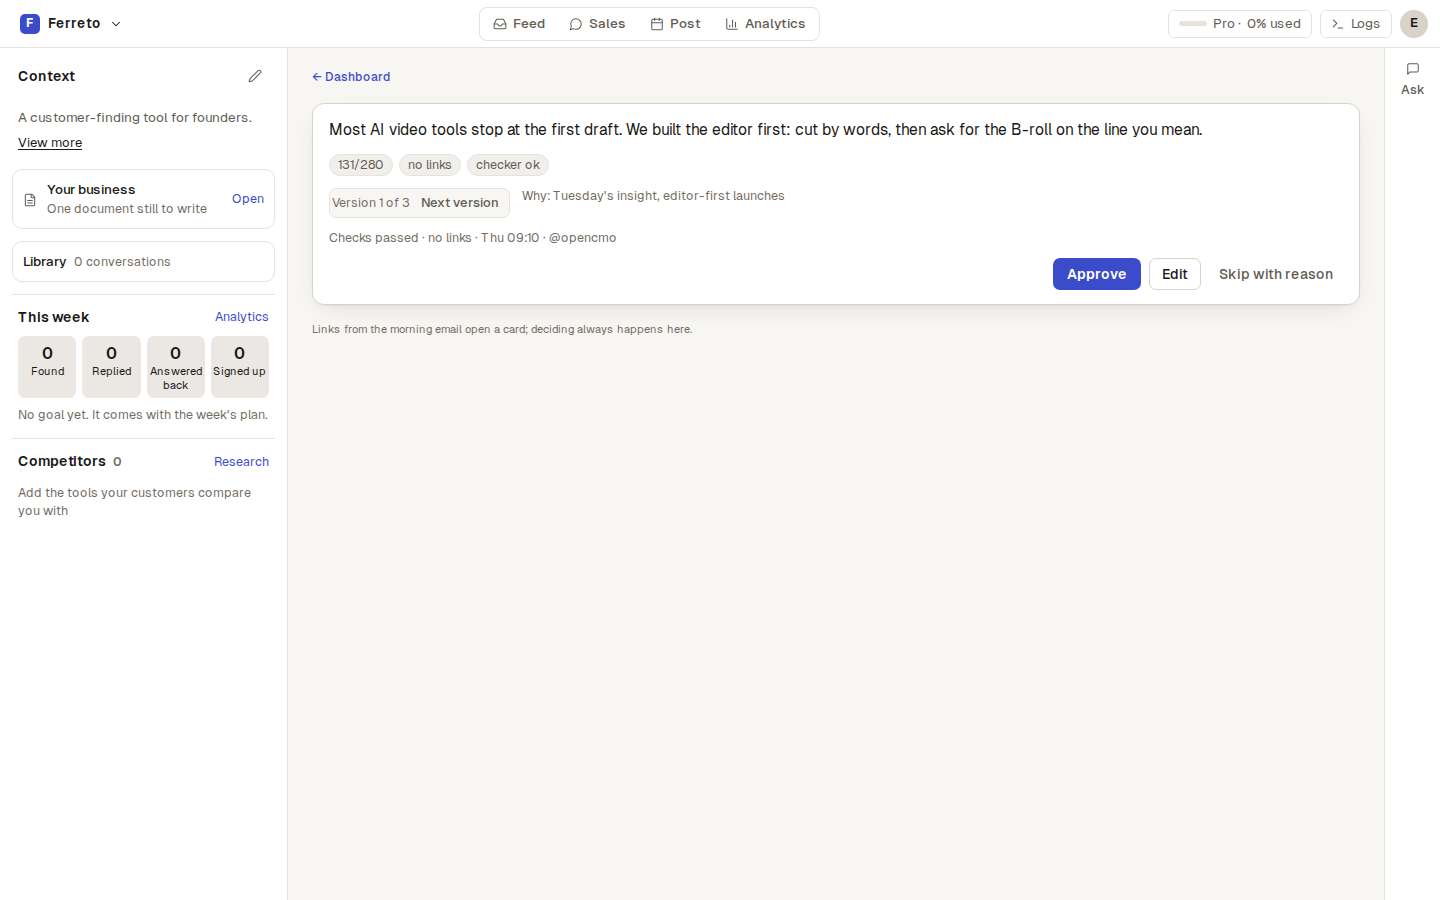 F Ferreto
Feed Sales Post Analytics
Pro · 0% used
Logs
E
Context
A customer-finding tool for founders.
View more
Your business
One document still to write
Open
Library 0 conversations
This week
Analytics
0 Found
0 Replied
0 Answered back
0 Signed up
No goal yet. It comes with the week's plan.
Competitors 0
Research
Add the tools your customers compare
you with
← Dashboard
Most AI video tools stop at the first draft. We built the editor first: cut by words, then ask for the B-roll on the line you mean.
131/280 no links checker ok
Version 1 of 3 Next version
Why: Tuesday's insight, editor-first launches
Checks passed · no links · Thu 09:10 · @opencmo
Approve Edit Skip with reason
Links from the morning email open a card; deciding always happens here.
Ask